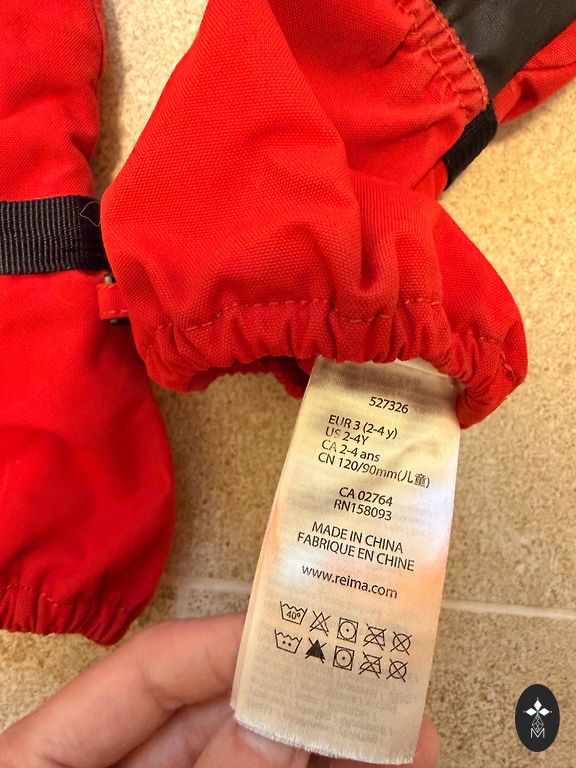 527326
EUR 3 (2-4 y)
US 2-4Y
CA 2-4 ans
CN 120/90mm(儿童)
CA 02764
RN158093
MADE IN CHINA
FABRIQUE EN CHINE
www.reima.com
40°
M